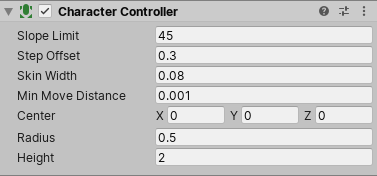 Character Controller
Slope Limit 45
Step Offset 0.3
Skin Width 0.08
Min Move Distance 0.001
Center X 0 Y 0 Z 0
Radius 0.5
Height 2